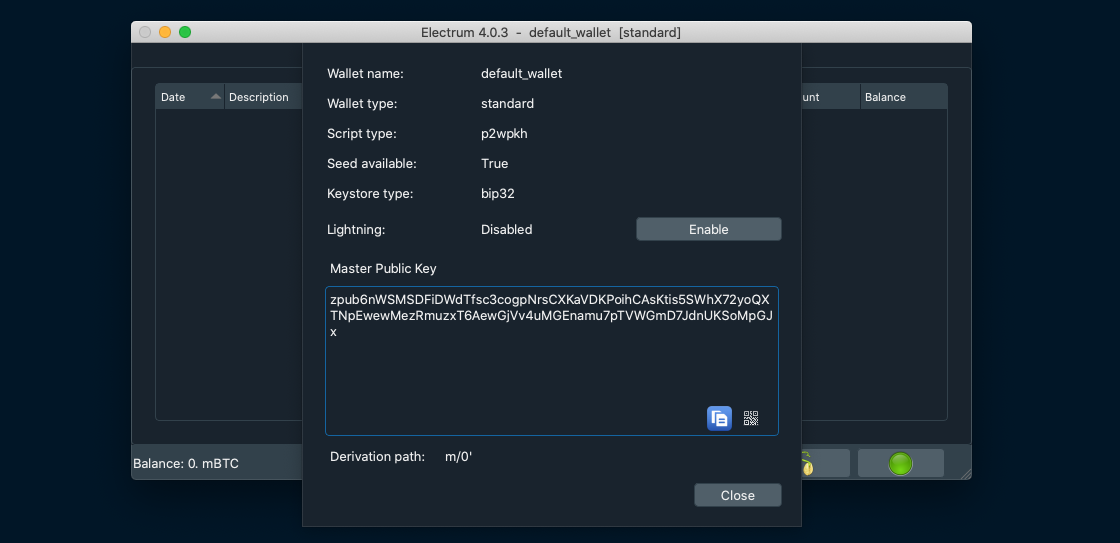 Electrum 4.0.3 - default_wallet [standard]
Date Description unt Balance
Wallet name: default_wallet
Wallet type: standard
Script type: p2wpkh
Seed available: True
Keystore type: bip32
Lightning: Disabled Enable
Master Public Key
zpub6nWSMSDFiDWdTfsc3cogpNrsCXKaVDKPoihCAsKtis5SWhX72yoQX
TNpEwewMezRmuzxT6AewGjVv4uMGEnamu7pTVWGmD7JdnUKSoMpGJ
x
Derivation path: m/0'
Balance: 0. mBTC
Close